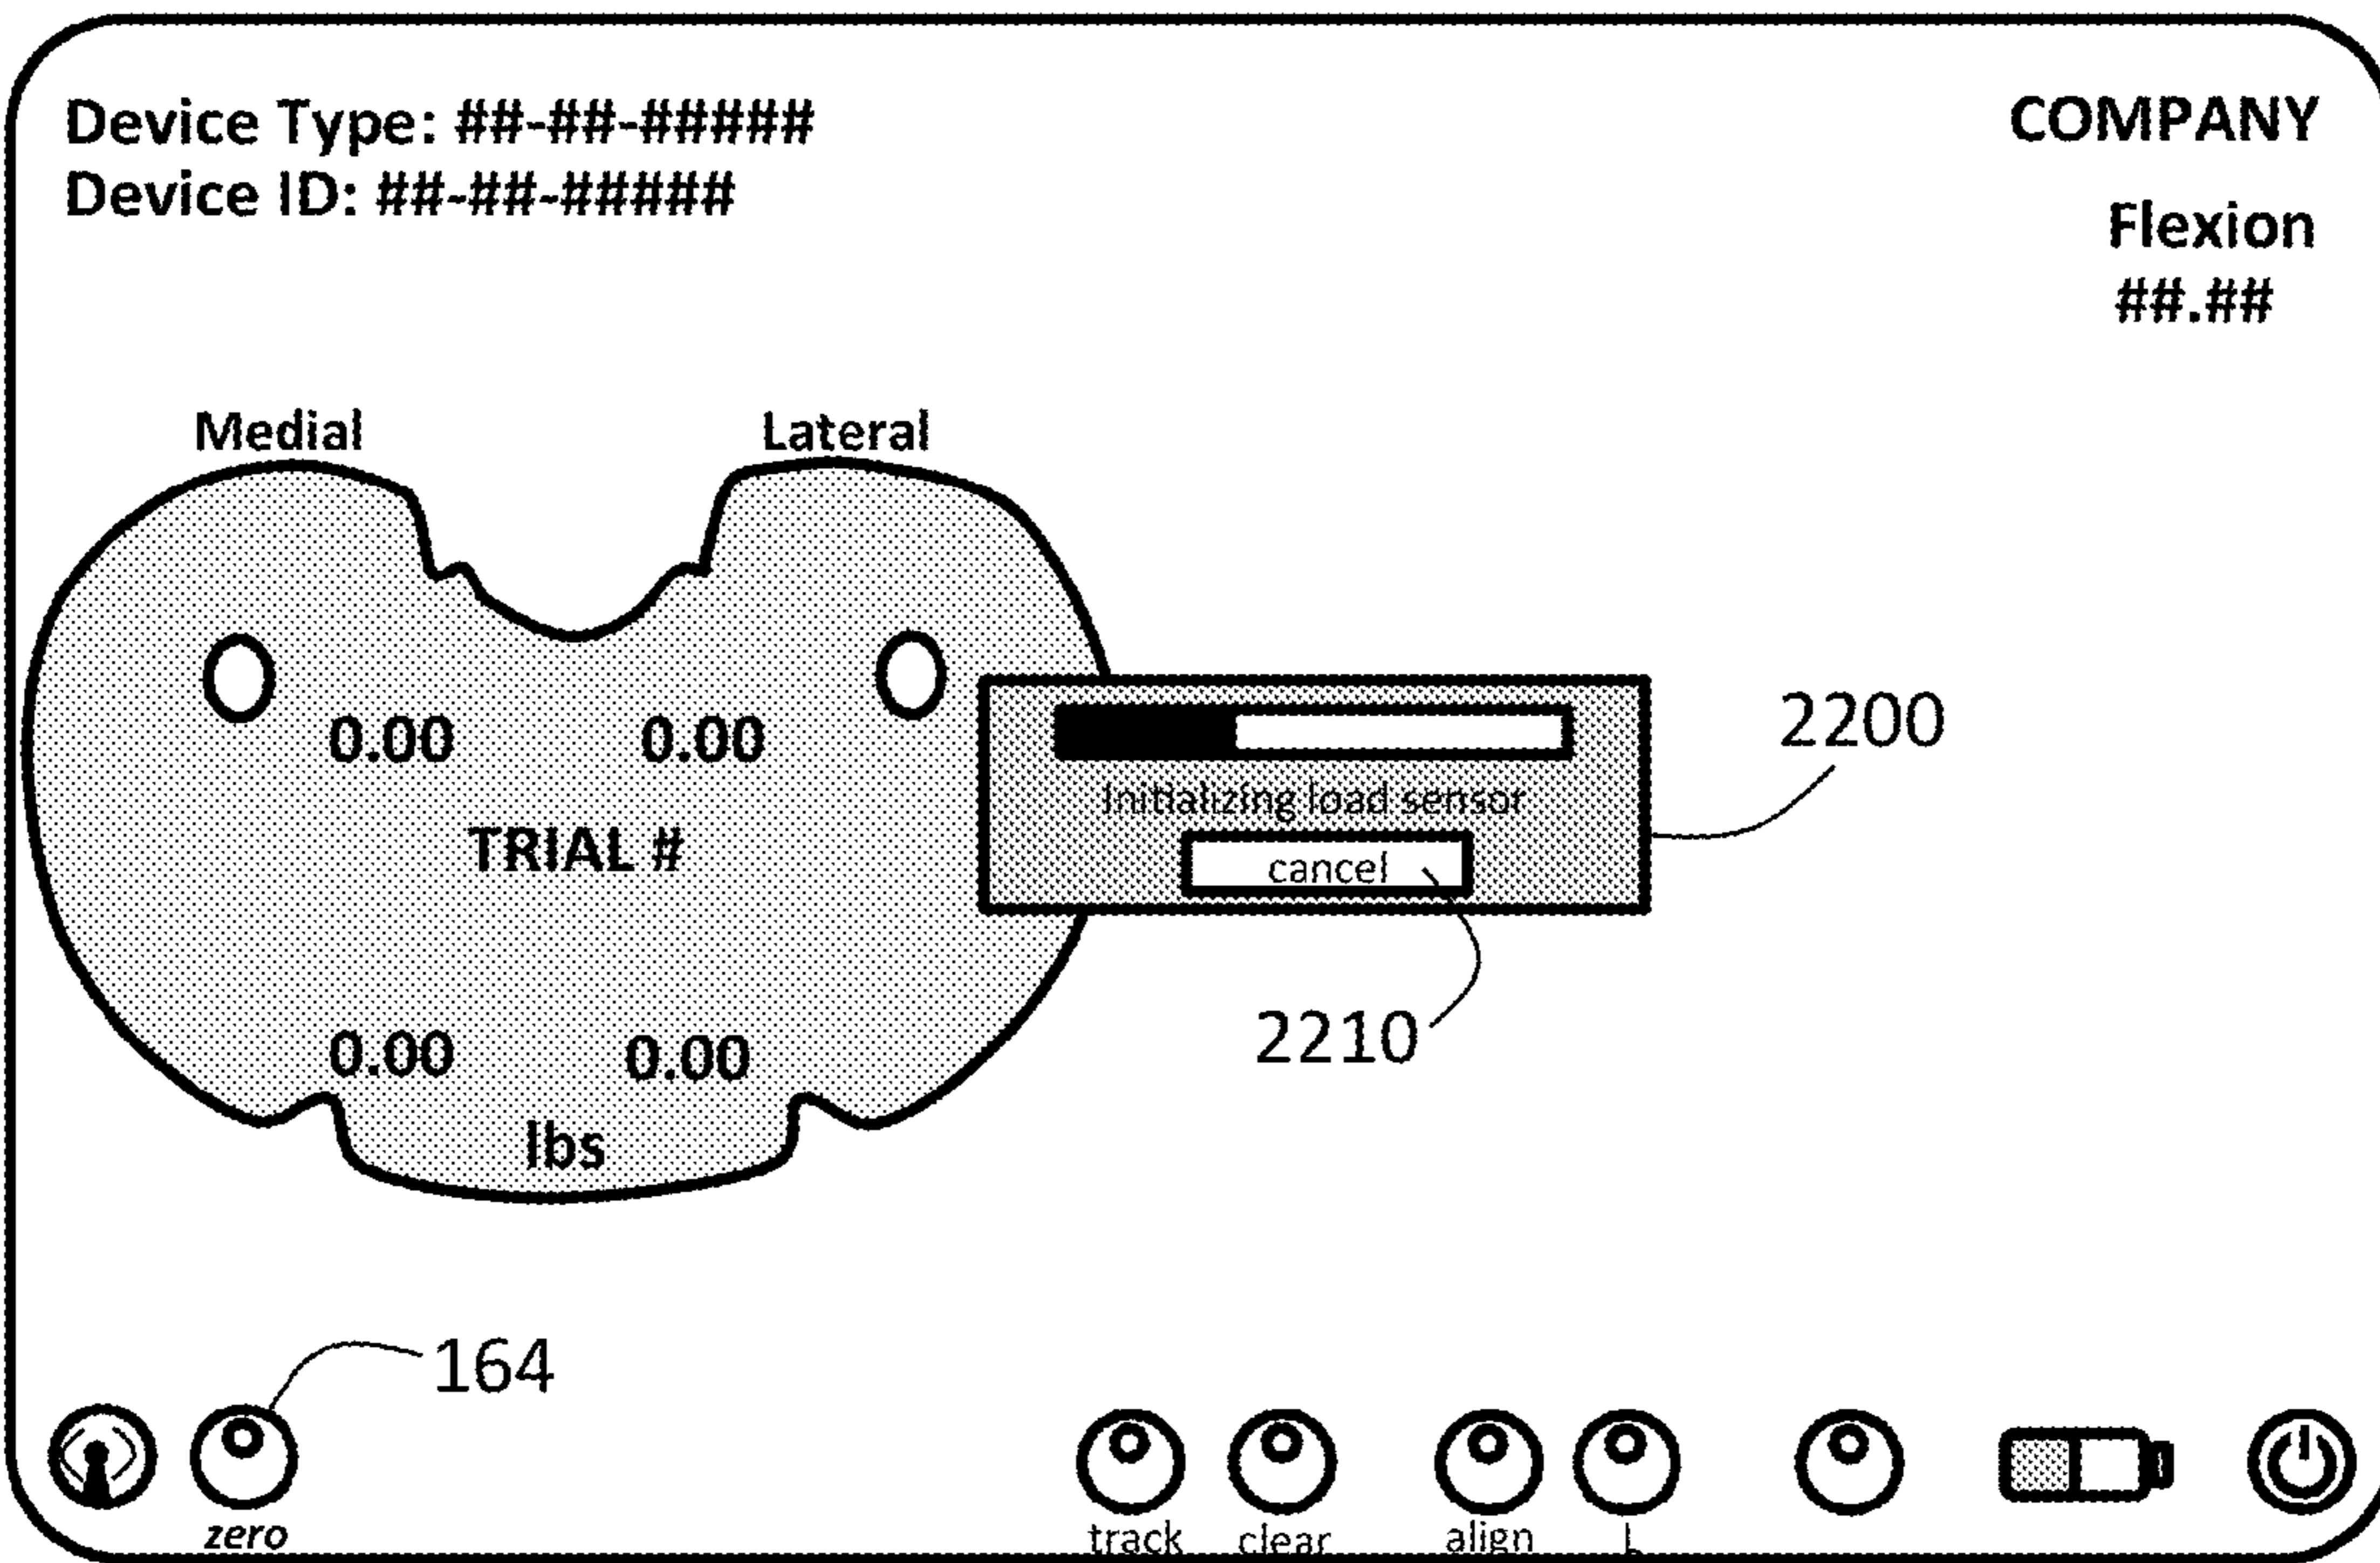 Device Type: ##-##-#####
COMPANY
Device ID: ##-##-#####
Flexion
##.##
Medial
Lateral
0.00
0.00
2200
Initializing load sensor
TRIAL #
cancel
2210
0.00
0.00
lbs
164
zero
track
clear
align
L